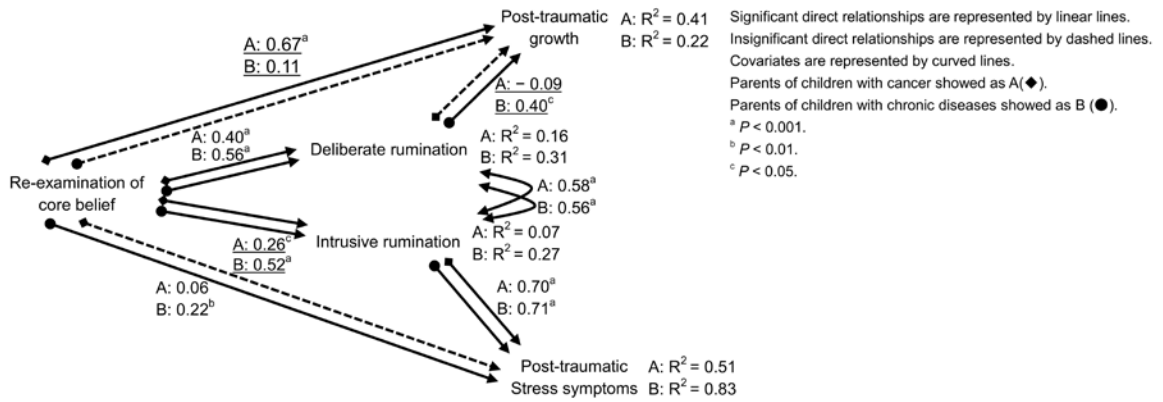 Post-traumatic
growth
A: R² = 0.41
B: R² = 0.22
Significant direct relationships are represented by linear lines.
Insignificant direct relationships are represented by dashed lines.
Covariates are represented by curved lines.
Parents of children with cancer showed as A(◆).
Parents of children with chronic diseases showed as B (●).
ᵃ P < 0.001.
ᵇ P < 0.01.
ᶜ P < 0.05.
A: 0.67ᵃ
B: 0.11
A: − 0.09
B: 0.40ᶜ
A: 0.40ᵃ
B: 0.56ᵃ
Deliberate rumination
A: R² = 0.16
B: R² = 0.31
Re-examination of
core belief
A: 0.58ᵃ
B: 0.56ᵃ
Intrusive rumination
A: R² = 0.07
B: R² = 0.27
A: 0.26ᶜ
B: 0.52ᵃ
A: 0.06
B: 0.22ᵇ
A: 0.70ᵃ
B: 0.71ᵃ
Post-traumatic
Stress symptoms
A: R² = 0.51
B: R² = 0.83